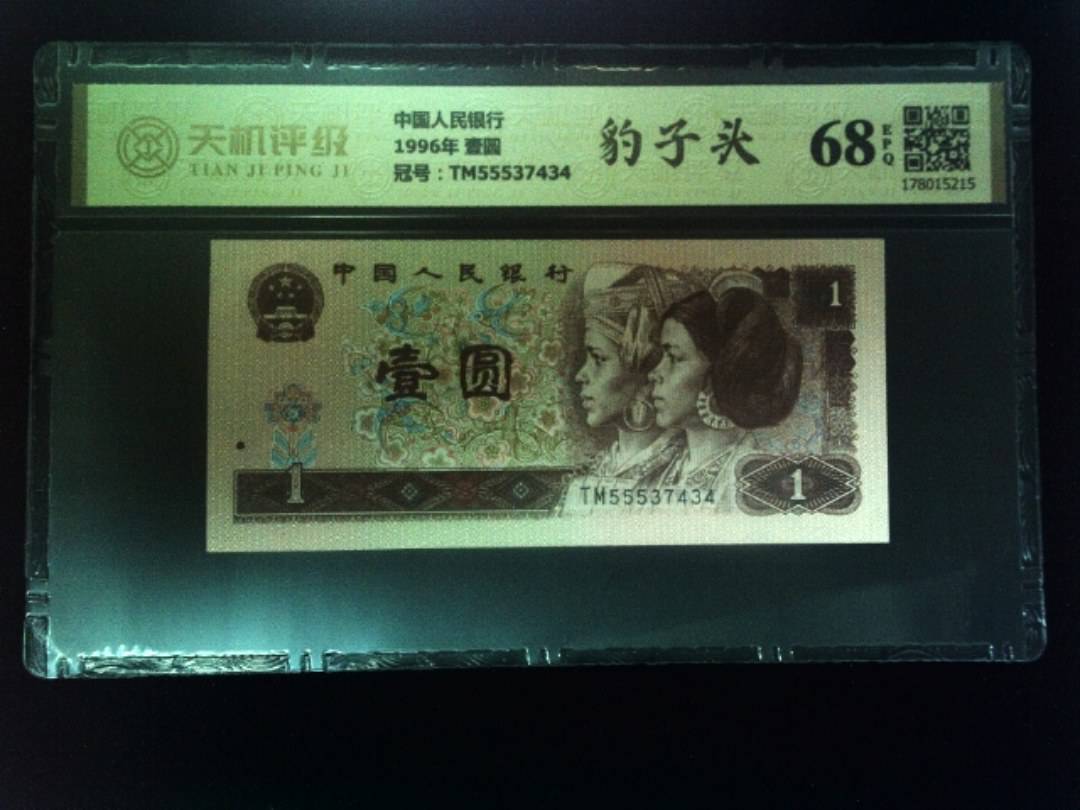 天机评级
TIAN JI PING JI
中国人民银行
1996年 壹圆
冠号：TM55537434
豹子头
68
EPQ
178015215
中国人民银行
1
壹圆
1
TM55537434
1